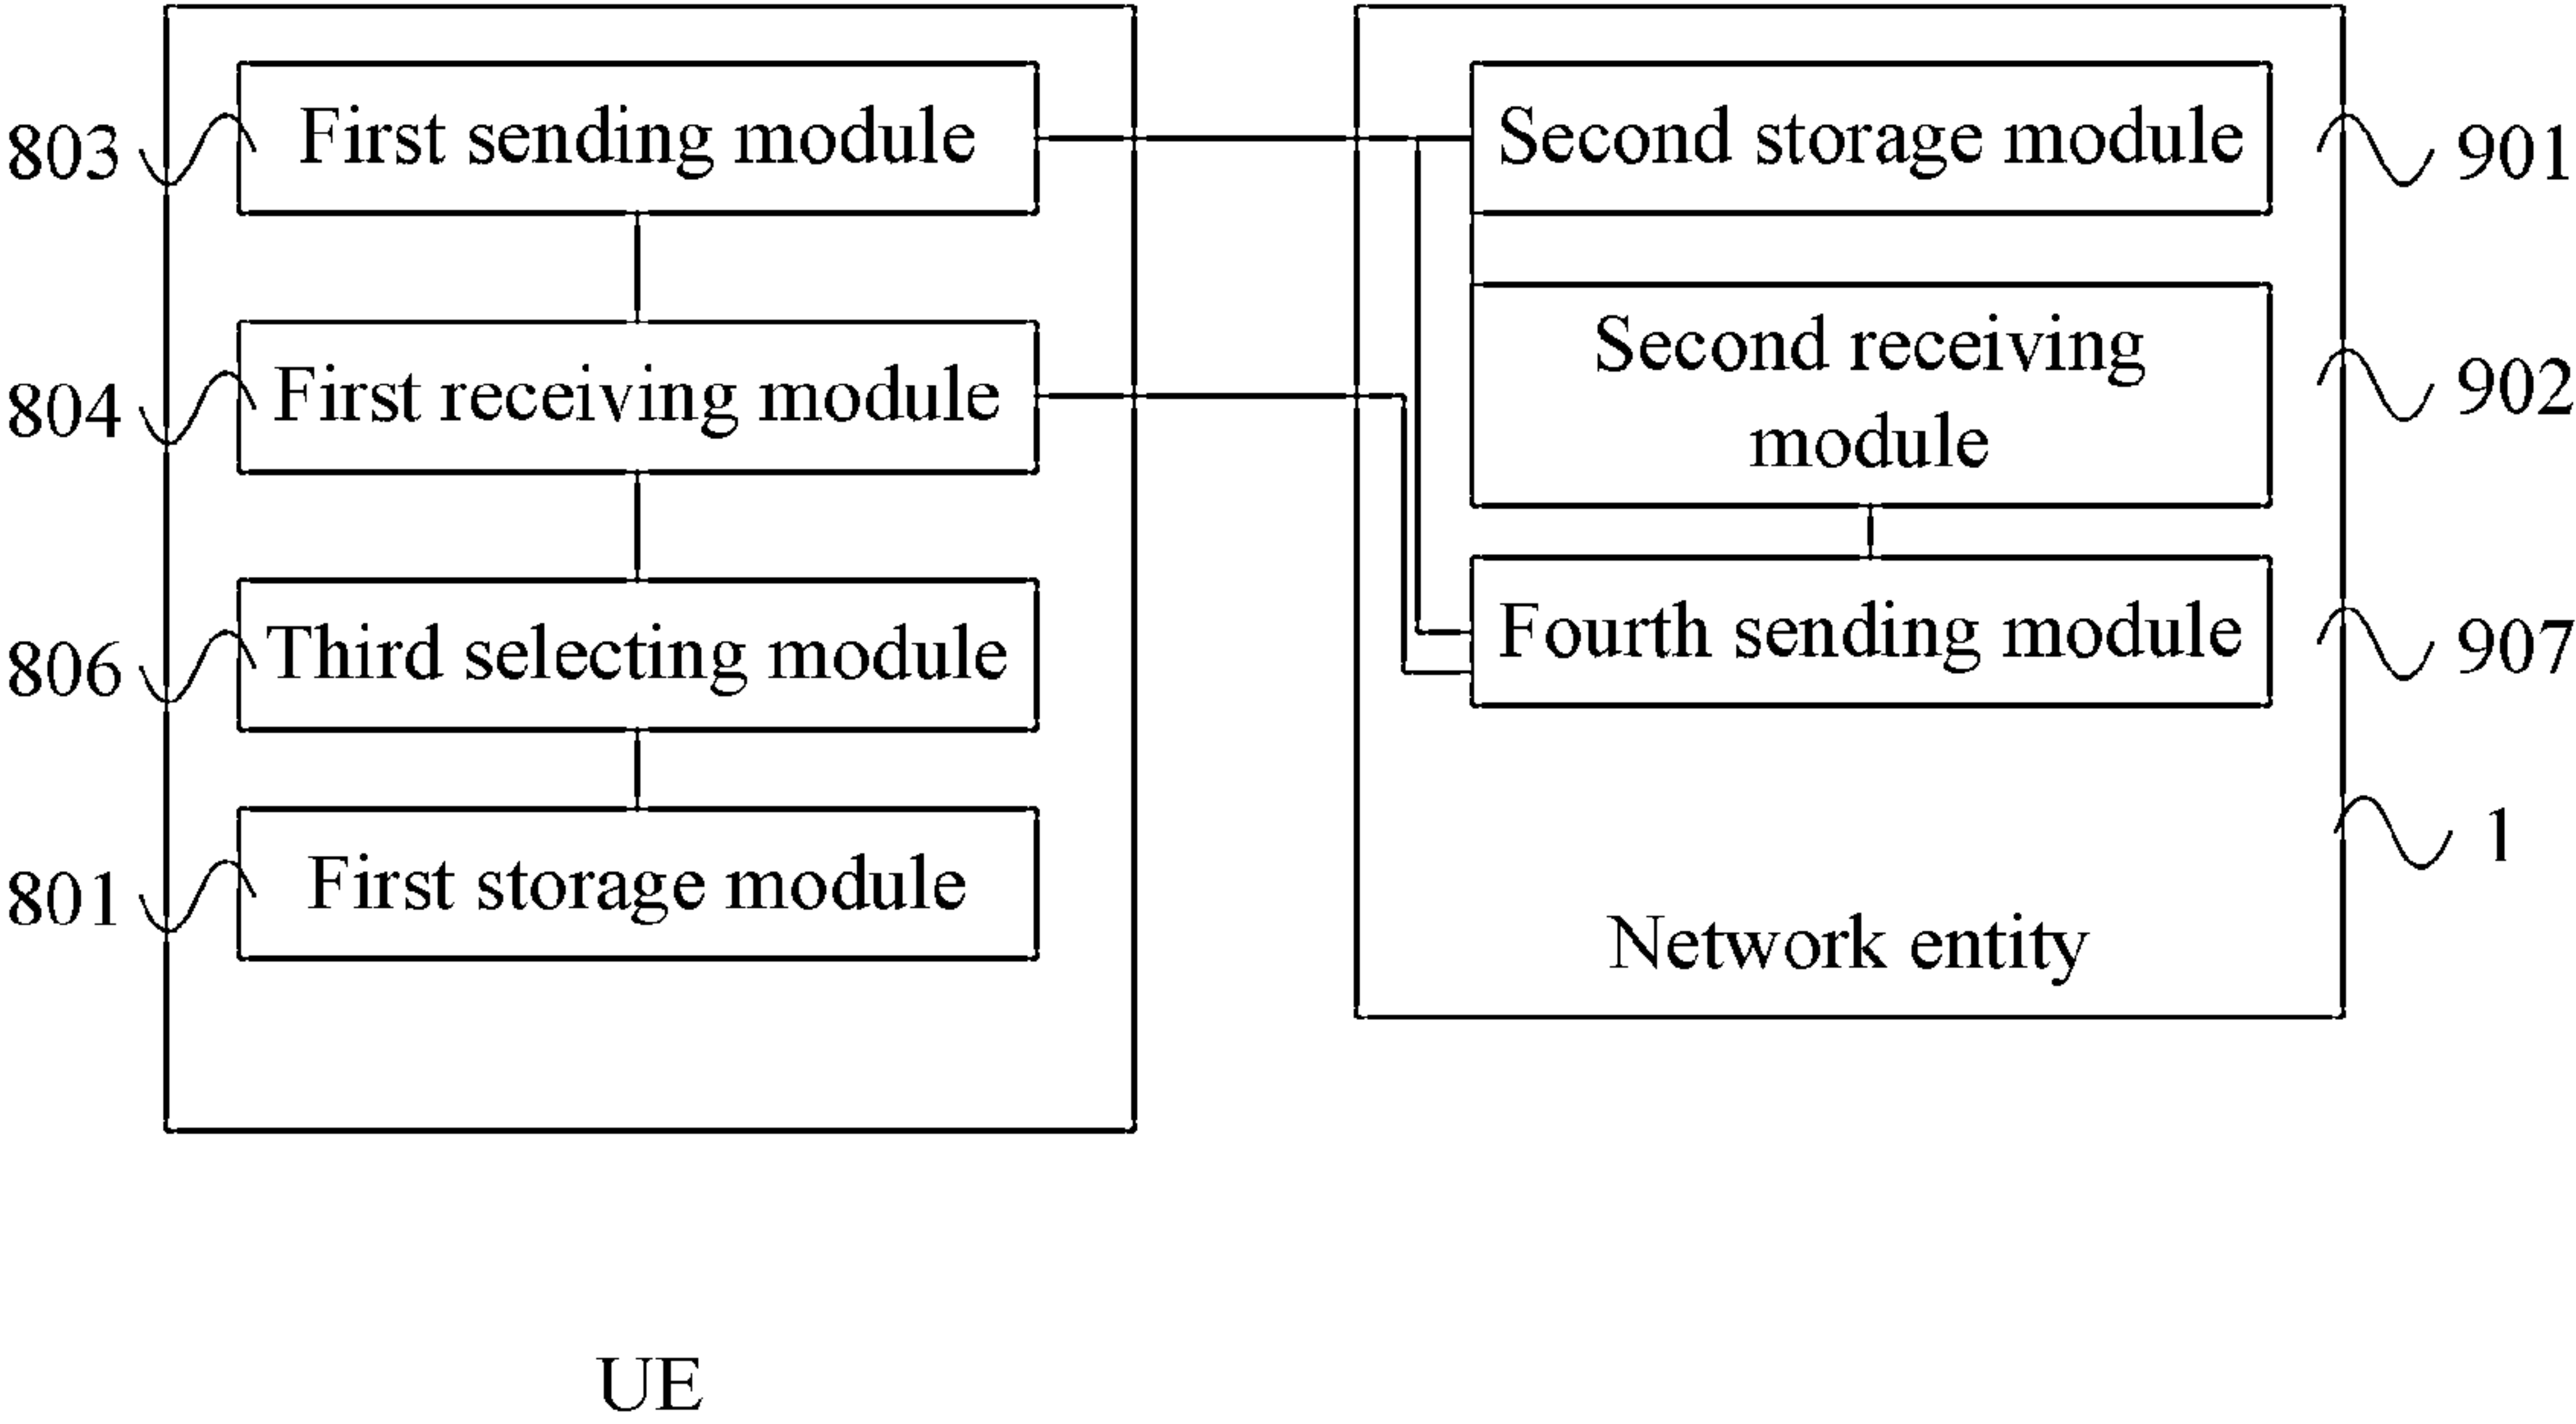 803
First sending module
804
First receiving module
806
Third selecting module
801
First storage module
UE
Second storage module
901
Second receiving
module
902
Fourth sending module
907
1
Network entity